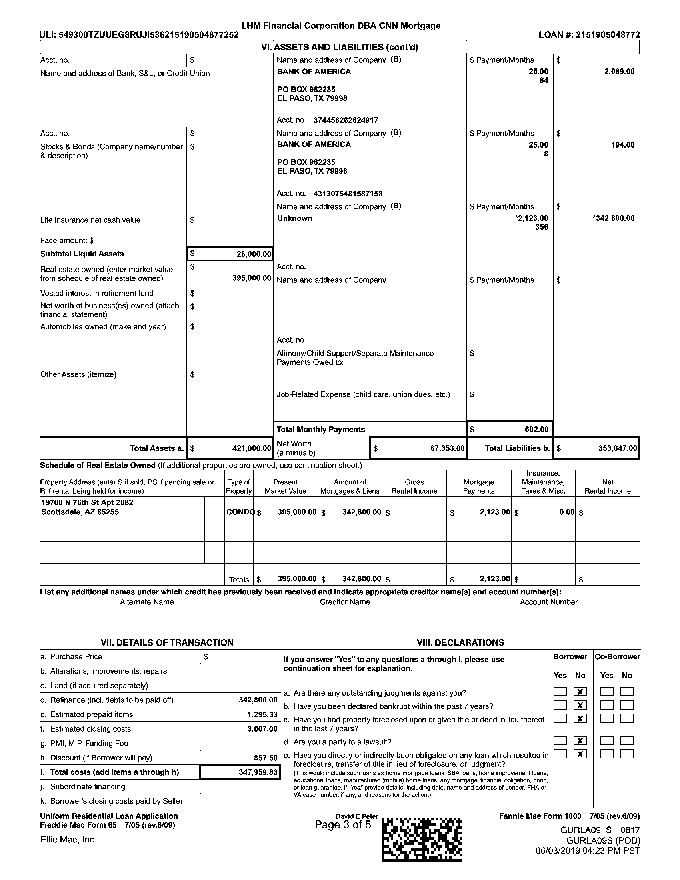 LHM Financial Corporation DBA CNN Mortgage
LOAN #: 2151905048772
VI. ASSETS AND LIABILITIES (cont'd)
Acct. no. $ Name and address of Company (B) $ Payment/Months $
Name and address of Bank, S&L, or Credit Union BANK OF AMERICA
PO BOX 962235
EL PASO, TX 79998
Acct. no.
Acct. no. $ Name and address of Company (B) $ Payment/Months $
Stocks & Bonds (Company name/number & description) $ BANK OF AMERICA 25.00 194.00
8
PO BOX 962235
EL PASO, TX 79998
Acct. no.
Name and address of Company (B) $ Payment/Months $
Life insurance net cash value $ Unknown *2,123.00 *342,800.00
356
Face amount: $
Subtotal Liquid Assets $ 26,000.00
Real estate owned (enter market value from schedule of real estate owned) $ 395,000.00 Acct. no.
Name and address of Company $ Payment/Months $
Vested interest in retirement fund $
Net worth of business(es) owned (attach financial statement) $
Automobiles owned (make and year) $
Acct. no.
Alimony/Child Support/Separate Maintenance Payments Owed to: $
Other Assets (itemize) $
Job-Related Expense (child care, union dues, etc.) $
Total Monthly Payments $ 602.00
Total Assets a. $ 421,000.00 Net Worth (a minus b) $ 67,353.00 Total Liabilities b. $ 353,647.00
Schedule of Real Estate Owned (If additional properties are owned, use continuation sheet.)
Property Address (enter S if sold, PS if pending sale or R if rental being held for income) Type of Property Present Market Value Amount of Mortgages & Liens Gross Rental Income Mortgage Payments Insurance, Maintenance, Taxes & Misc. Net Rental Income
19700 N 76th St Apt 2082
Scottsdale, AZ 85255 CONDO $ 395,000.00 $ 342,800.00 $ $ 2,123.00 $ 0.00 $
Totals $ 395,000.00 $ 342,800.00 $ $ 2,123.00 $ $
List any additional names under which credit has previously been received and indicate appropriate creditor name(s) and account number(s):
Alternate Name Creditor Name Account Number
VII. DETAILS OF TRANSACTION VIII. DECLARATIONS
a. Purchase Price $
b. Alterations, improvements, repairs
c. Land (if acquired separately)
d. Refinance (incl. debts to be paid off) 342,800.00
e. Estimated prepaid items 1,295.33
f. Estimated closing costs 3,007.00
g. PMI, MIP, Funding Fee
h. Discount (if Borrower will pay) 857.50
i. Total costs (add items a through h) 347,959.83
j. Subordinate financing
k. Borrower's closing costs paid by Seller
If you answer "Yes" to any questions a through i, please use continuation sheet for explanation.
Borrower Co-Borrower
Yes No Yes No
a. Are there any outstanding judgments against you? X
b. Have you been declared bankrupt within the past 7 years? X
c. Have you had property foreclosed upon or given title or deed in lieu thereof in the last 7 years? X
d. Are you a party to a lawsuit? X
e. Have you directly or indirectly been obligated on any loan which resulted in foreclosure, transfer of title in lieu of foreclosure, or judgment? X
(This would include such loans as home mortgage loans, SBA loans, home improvement loans, educational loans, manufactured (mobile) home loans, any mortgage, financial obligation, bond, or loan guarantee. If "Yes," provide details, including date, name and address of Lender, FHA or VA case number, if any, and reasons for the action.)
Uniform Residential Loan Application
Freddie Mac Form 65 7/05 (rev.6/09)
David E Peter
Page 3 of 5
Fannie Mae Form 1003 7/05 (rev.6/09)
Ellie Mae, Inc.
GURLA09_S 0817
GURLA09S (POD)
06/03/2019 04:22 PM PST